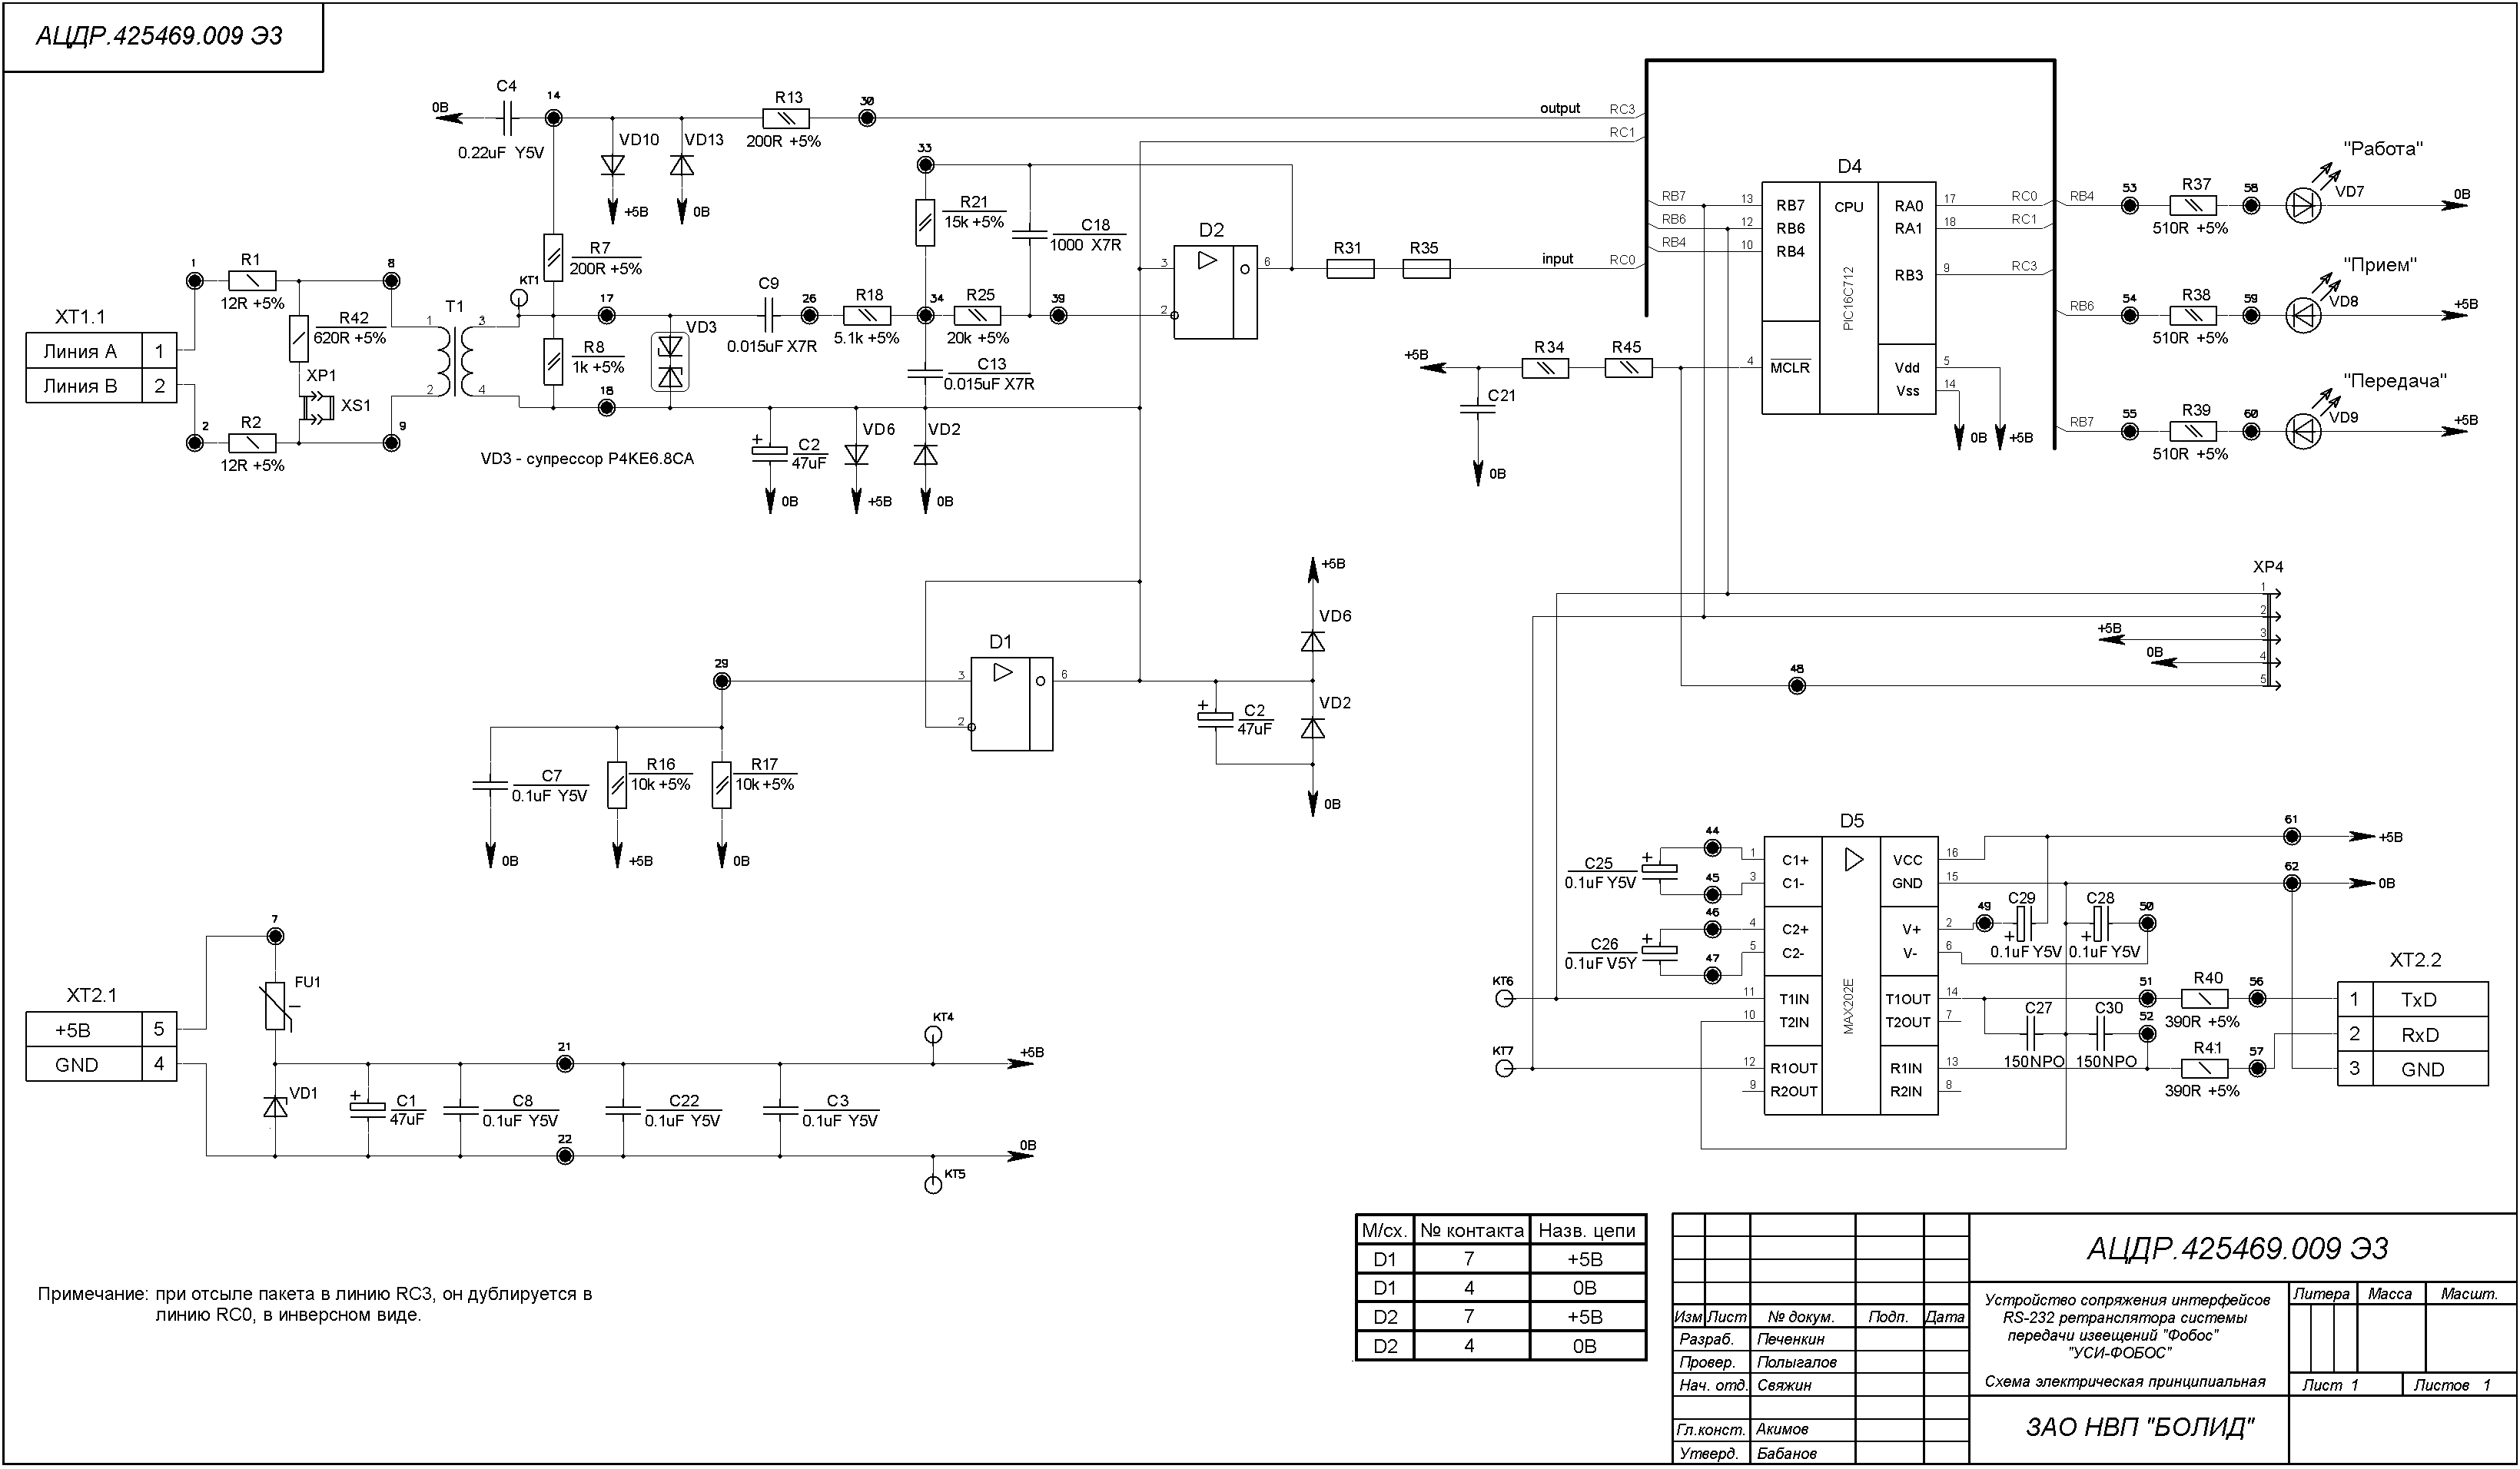 АЦДР.425469.009 Э3
C4
0.22uF Y5V
0В
14
VD10
+5В
VD13
0В
R13
200R +5%
30
output
RC3
RC1
R7
200R +5%
КТ1
33
R21
15k +5%
C18
1000 X7R
D2
3
2
6
R31
R35
input
RC0
ХТ1.1
Линия А 1
Линия В 2
1
R1
12R +5%
8
R42
620R +5%
XP1
XS1
2
R2
12R +5%
9
T1
1
2
3
4
17
R8
1k +5%
18
VD3
C9
0.015uF X7R
26
R18
5.1k +5%
34
R25
20k +5%
39
C13
0.015uF X7R
VD3 - супрессор P4KE6.8CA
C2
47uF
0В
VD6
+5В
VD2
0В
D4
CPU
PIC16C712
RB7 13 RB7
RB6 12 RB6
RB4 10 RB4
4 MCLR
RA0 17 RC0
RA1 18 RC1
RB3 9 RC3
Vdd 5
Vss 14
0В
+5В
+5В
R34
R45
C21
0В
RB4
53
R37
510R +5%
58
VD7
"Работа"
0В
RB6
54
R38
510R +5%
59
VD8
"Прием"
+5В
RB7
55
R39
510R +5%
60
VD9
"Передача"
+5В
XP4
1
2
3
4
5
+5В
0В
48
D1
3
2
6
29
C7
0.1uF Y5V
0В
R16
10k +5%
+5В
R17
10k +5%
0В
+5В
VD6
VD2
C2
47uF
0В
D5
MAX202E
44
C25
0.1uF Y5V
45
46
C26
0.1uF V5Y
47
1 C1+
3 C1-
4 C2+
5 C2-
11 T1IN
10 T2IN
12 R1OUT
9 R2OUT
VCC 16
GND 15
V+ 2
V- 6
T1OUT 14
T2OUT 7
R1IN 13
R2IN 8
КТ6
КТ7
61
+5В
62
0В
49
C29
0.1uF Y5V
C28
0.1uF Y5V
50
C27
150NPO
C30
150NPO
51
R40
390R +5%
56
52
R41
390R +5%
57
ХТ2.2
1 TxD
2 RxD
3 GND
ХТ2.1
+5В 5
GND 4
7
FU1
VD1
C1
47uF
C8
0.1uF Y5V
21
22
C22
0.1uF Y5V
C3
0.1uF Y5V
КТ4
+5В
0В
КТ5
Примечание: при отсыле пакета в линию RC3, он дублируется в
линию RC0, в инверсном виде.
М/сх. № контакта Назв. цепи
D1 7 +5В
D1 4 0В
D2 7 +5В
D2 4 0В
Изм Лист № докум. Подп. Дата
Разраб. Печенкин
Провер. Полыгалов
Нач. отд. Свяжин
Гл.конст. Акимов
Утверд. Бабанов
АЦДР.425469.009 Э3
Устройство сопряжения интерфейсов
RS-232 ретранслятора системы
передачи извещений "Фобос"
"УСИ-ФОБОС"
Схема электрическая принципиальная
Литера Масса Масшт.
Лист 1 Листов 1
ЗАО НВП "БОЛИД"